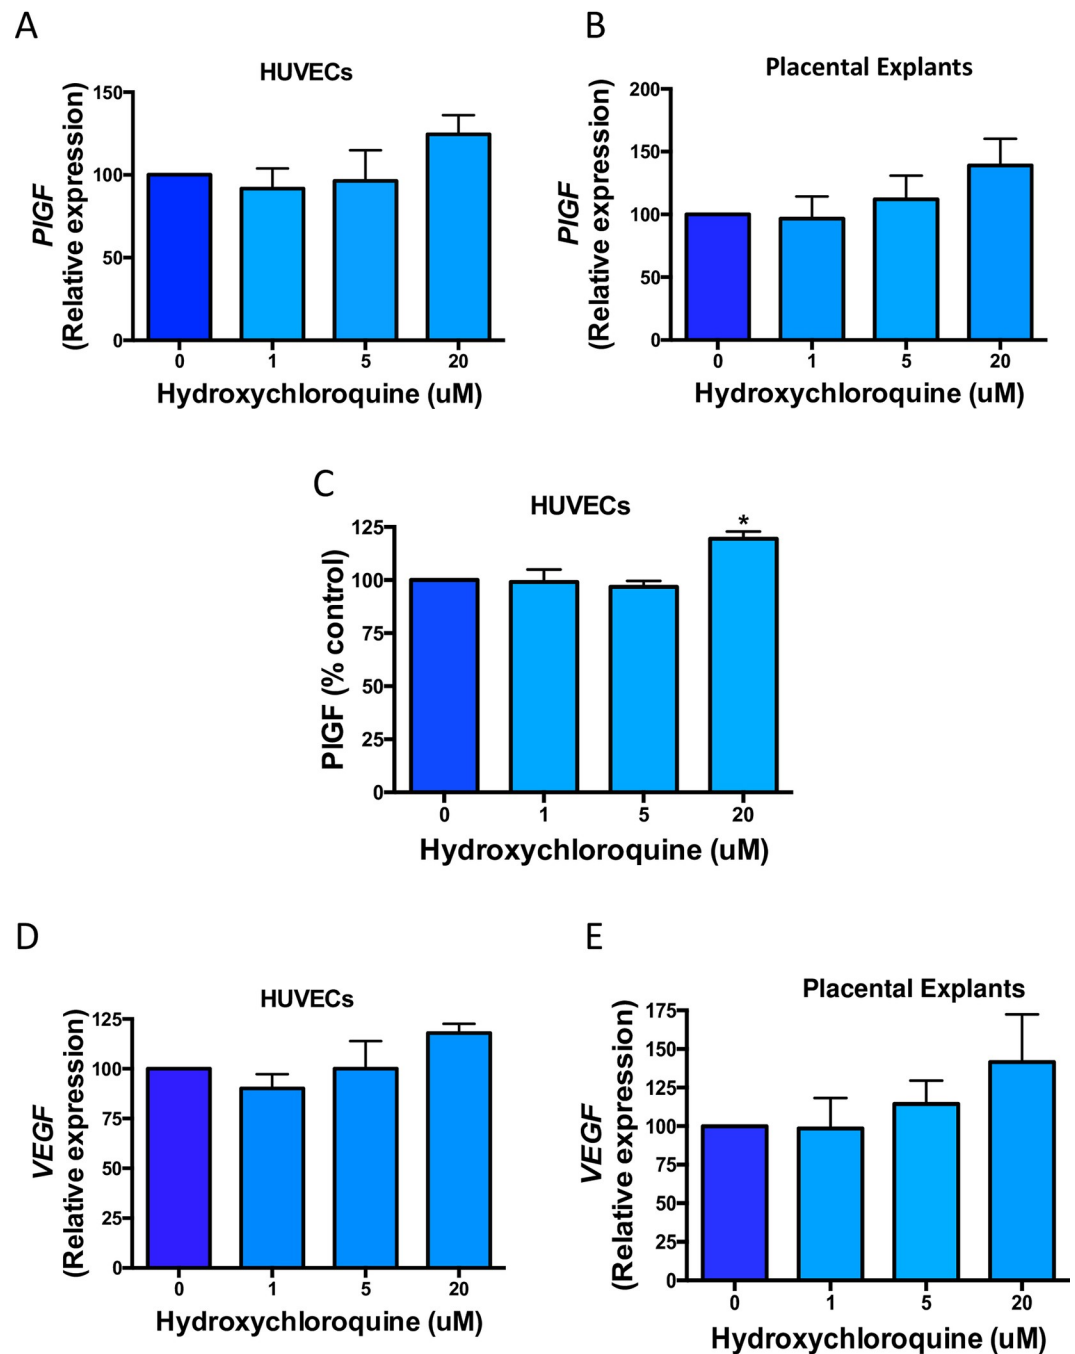 A
HUVECs
PlGF
(Relative expression)
150
100
50
0
0 1 5 20
Hydroxychloroquine (uM)
B
Placental Explants
PlGF
(Relative expression)
200
150
100
50
0
0 1 5 20
Hydroxychloroquine (uM)
C
HUVECs
PlGF (% control)
125
100
75
50
25
0
*
0 1 5 20
Hydroxychloroquine (uM)
D
HUVECs
VEGF
(Relative expression)
125
100
75
50
25
0
0 1 5 20
Hydroxychloroquine (uM)
E
Placental Explants
VEGF
(Relative expression)
175
150
125
100
75
50
25
0
0 1 5 20
Hydroxychloroquine (uM)